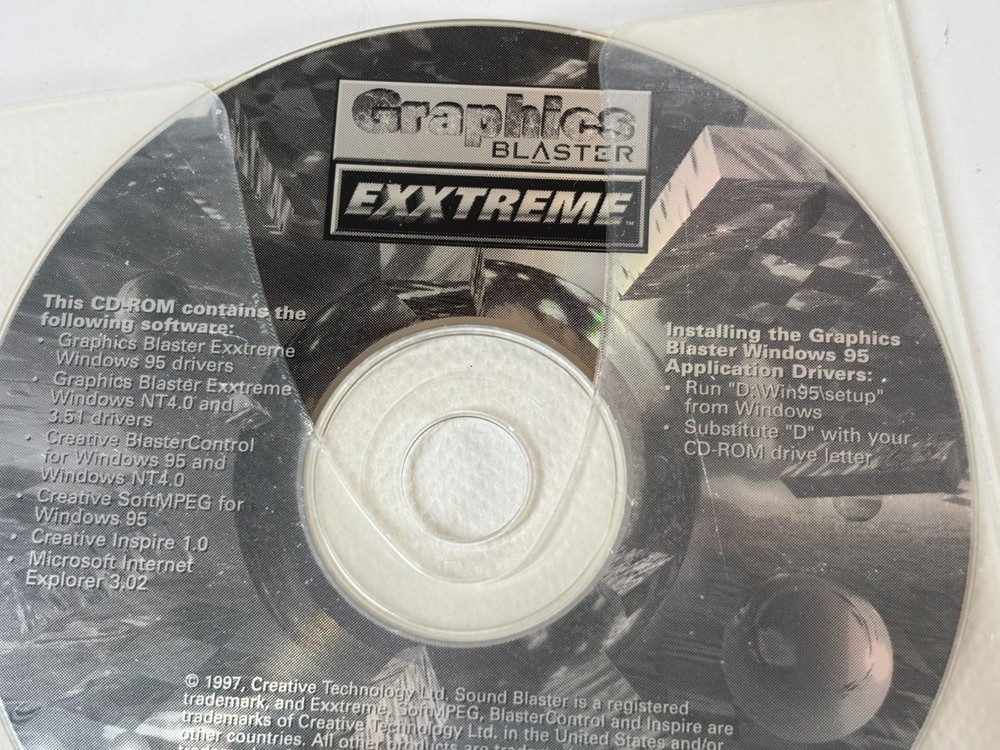 Graphics
BLASTER
EXXTREME™
This CD-ROM contains the
following software:
• Graphics Blaster Exxtreme
Windows 95 drivers
• Graphics Blaster Exxtreme
Windows NT4.0 and
3.51 drivers
• Creative BlasterControl
for Windows 95 and
Windows NT4.0
• Creative SoftMPEG for
Windows 95
• Creative Inspire 1.0
• Microsoft Internet
Explorer 3.02
Installing the Graphics
Blaster Windows 95
Application Drivers:
• Run "D:\Win95\setup"
from Windows
• Substitute "D" with your
CD-ROM drive letter
© 1997, Creative Technology Ltd. Sound Blaster is a registered
trademark, and Exxtreme, SoftMPEG, BlasterControl and Inspire are
trademarks of Creative Technology Ltd. in the United States and/or
other countries. All other products are